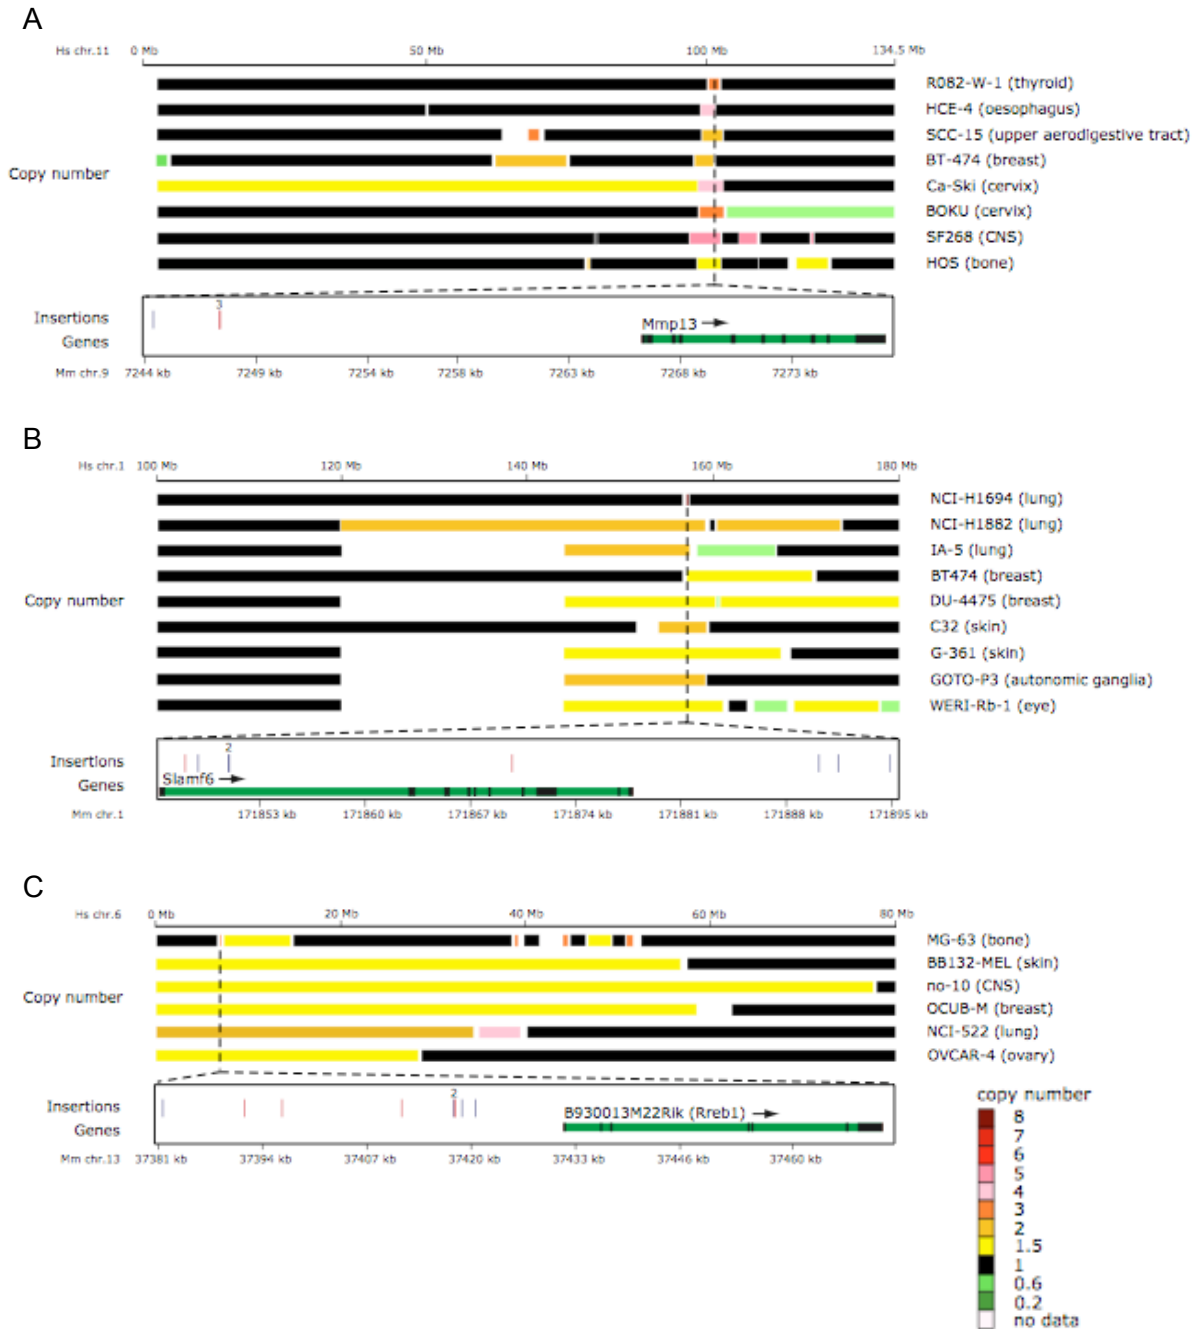 A
Hs chr.11 0 Mb 50 Mb 100 Mb 134.5 Mb
R082-W-1 (thyroid)
HCE-4 (oesophagus)
SCC-15 (upper aerodigestive tract)
BT-474 (breast)
Copy number
Ca-Ski (cervix)
BOKU (cervix)
SF268 (CNS)
HOS (bone)
3
Insertions
Mmp13
Genes
Mm chr.9 7244 kb 7249 kb 7254 kb 7258 kb 7263 kb 7268 kb 7273 kb
B
Hs chr.1 100 Mb 120 Mb 140 Mb 160 Mb 180 Mb
NCI-H1694 (lung)
NCI-H1882 (lung)
IA-5 (lung)
BT474 (breast)
Copy number DU-4475 (breast)
C32 (skin)
G-361 (skin)
GOTO-P3 (autonomic ganglia)
WERI-Rb-1 (eye)
2
Insertions
Slamf6
Genes
Mm chr.1 171853 kb 171860 kb 171867 kb 171874 kb 171881 kb 171888 kb 171895 kb
C
Hs chr.6 0 Mb 20 Mb 40 Mb 60 Mb 80 Mb
MG-63 (bone)
BB132-MEL (skin)
no-10 (CNS)
Copy number
OCUB-M (breast)
NCI-522 (lung)
OVCAR-4 (ovary)
2
Insertions
B930013M22Rik (Rreb1)
Genes
Mm chr.13 37381 kb 37394 kb 37407 kb 37420 kb 37433 kb 37446 kb 37460 kb
copy number
8
7
6
5
4
3
2
1.5
1
0.6
0.2
no data